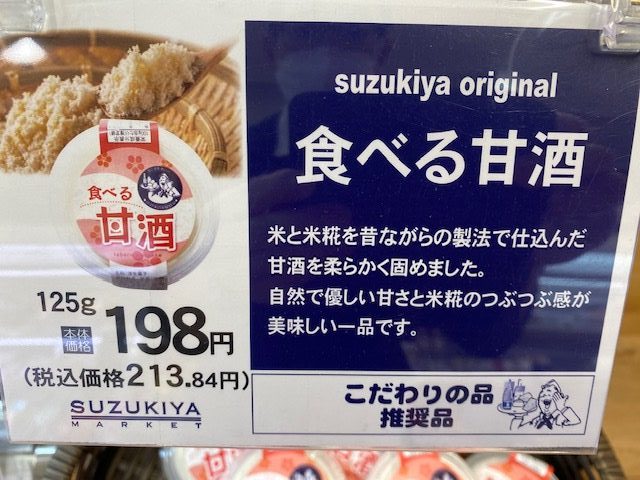 suzukiya original
食べる甘酒
米と米糀を昔ながらの製法で仕込んだ
甘酒を柔らかく固めました。
自然で優しい甘さと米糀のつぶつぶ感が
美味しい一品です。
食べる
甘酒
125g
本体
価格
198円
(税込価格213.84円)
SUZUKIYA
MARKET
こだわりの品
推奨品